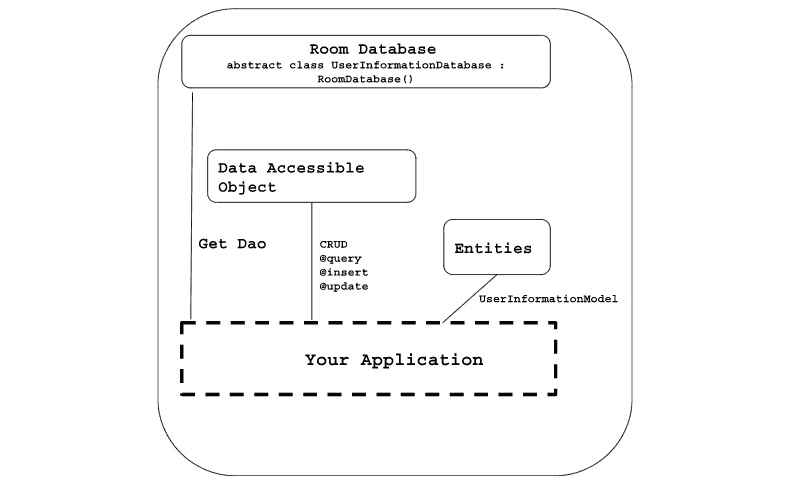 Room Database
abstract class UserInformationDatabase :
RoomDatabase()
Data Accessible
Object
Get Dao
CRUD
@query
@insert
@update
Entities
UserInformationModel
Your Application